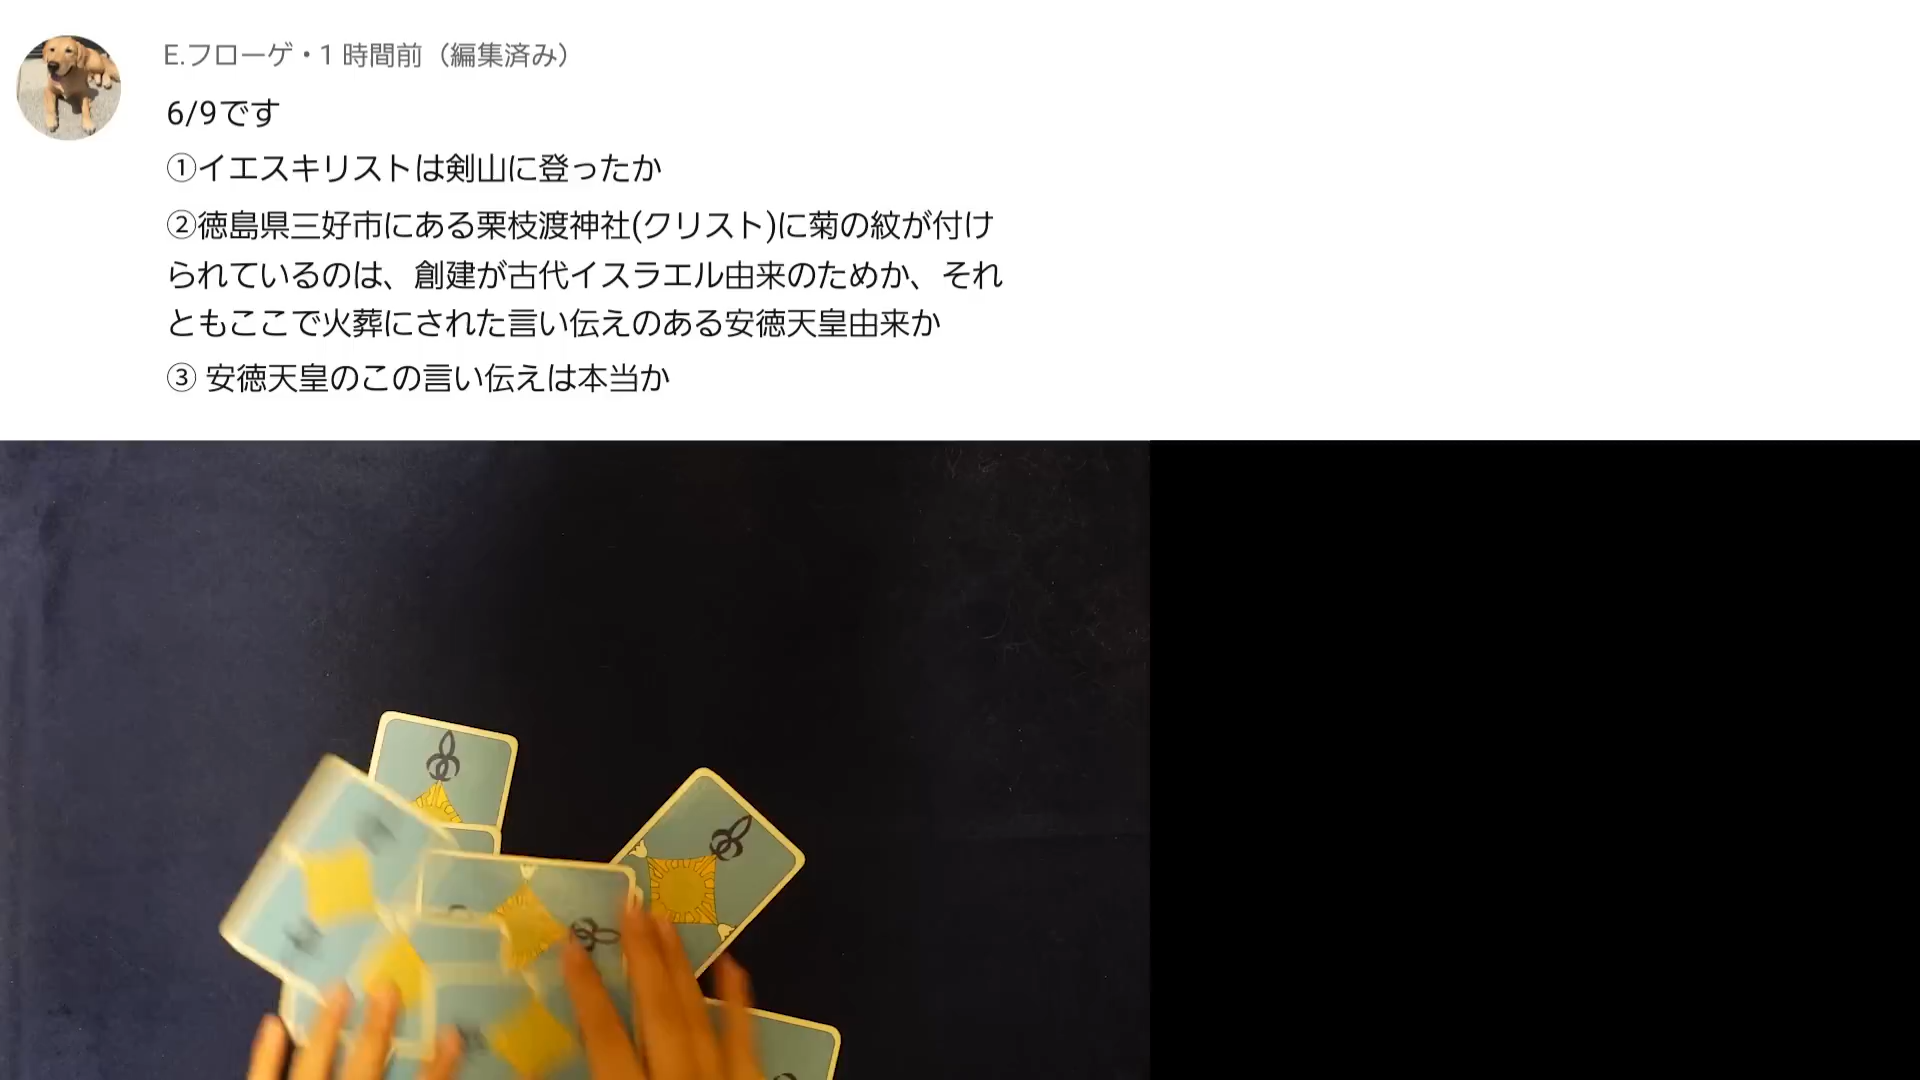 E.フローゲ・1 時間前（編集済み）
6/9です
①イエスキリストは剣山に登ったか
②徳島県三好市にある栗枝渡神社(クリスト)に菊の紋が付け
られているのは、創建が古代イスラエル由来のためか、それ
ともここで火葬にされた言い伝えのある安徳天皇由来か
③ 安徳天皇のこの言い伝えは本当か